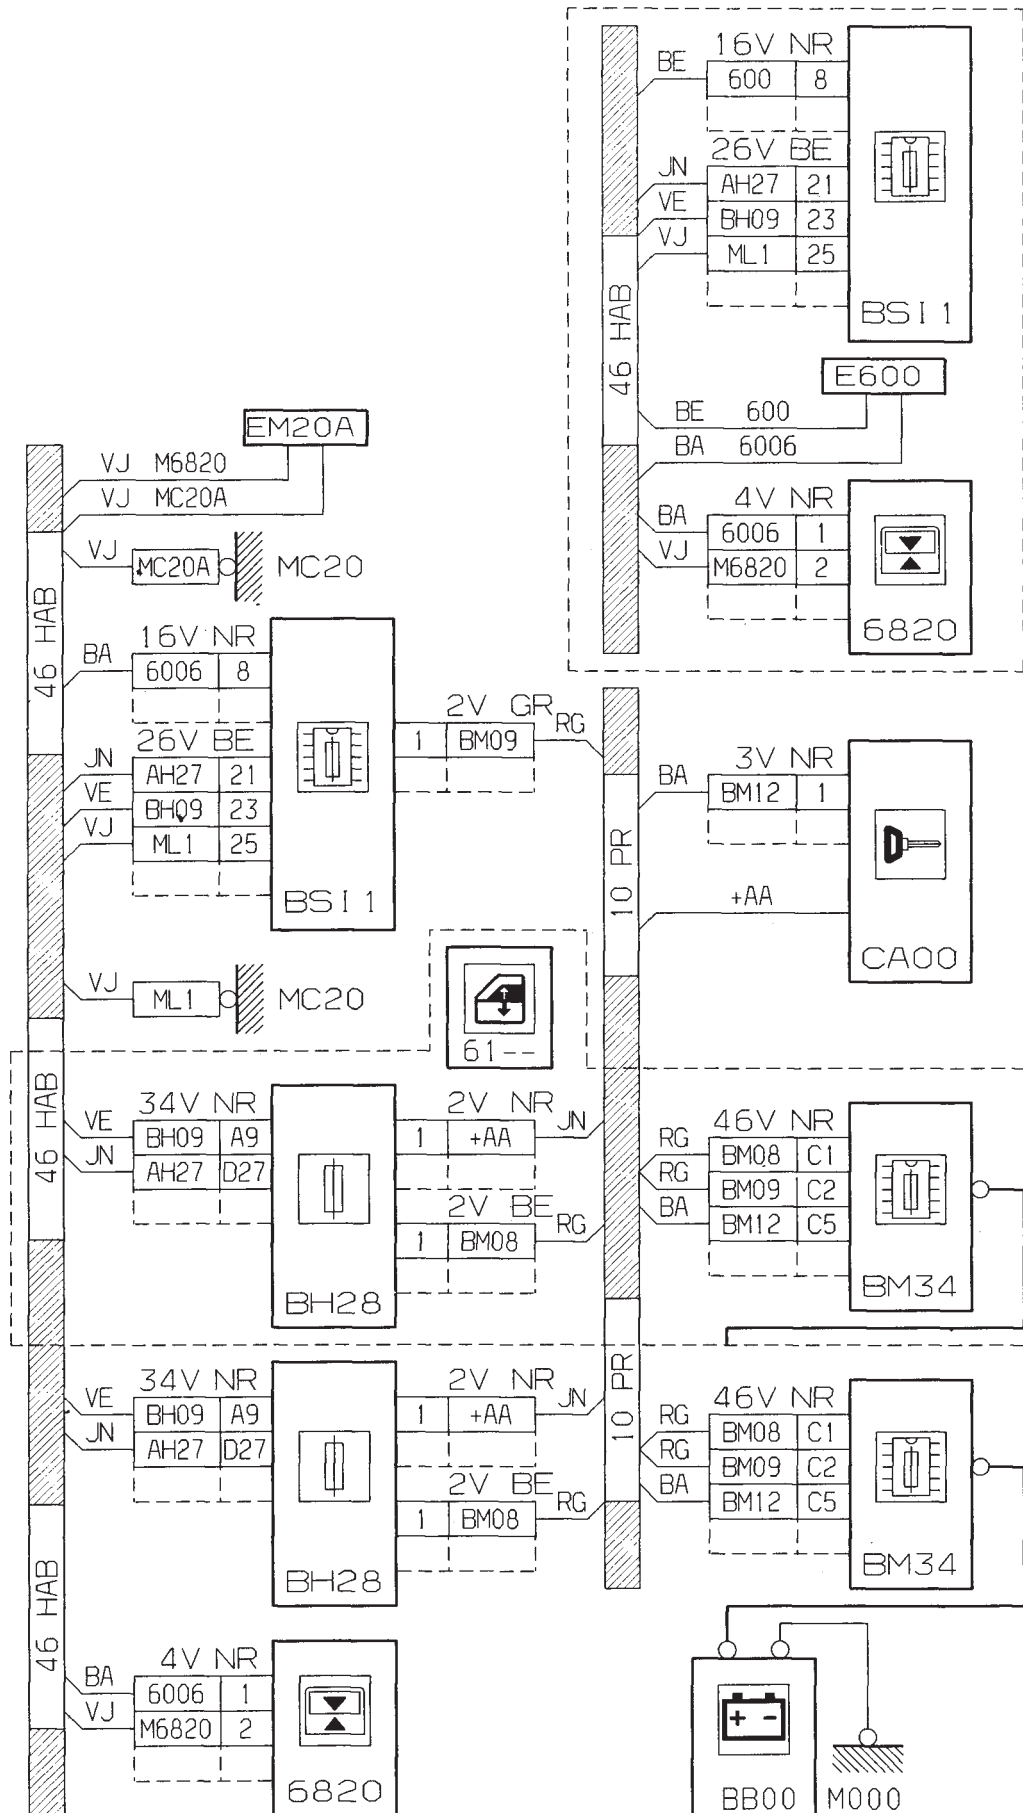 16V NR
BE
600 8
26V BE
JN
AH27 21
VE
BH09 23
VJ
ML1 25
BSI1
46 HAB
E600
BE 600
BA 6006
4V NR
BA
6006 1
VJ
M6820 2
6820
EM20A
VJ M6820
VJ MC20A
VJ
MC20A MC20
46 HAB
16V NR
BA
6006 8
26V BE
JN
AH27 21
VE
BH09 23
VJ
ML1 25
BSI1
2V GR
RG
1 BM09
VJ
ML1 MC20
3V NR
BA
BM12 1
10 PR
+AA
CA00
61---
46 HAB
34V NR
VE
BH09 A9
JN
AH27 D27
BH28
2V NR
JN
1 +AA
2V BE
RG
1 BM08
46V NR
RG
BM08 C1
RG
BM09 C2
BA
BM12 C5
BM34
34V NR
VE
BH09 A9
JN
AH27 D27
BH28
2V NR
JN
1 +AA
2V BE
RG
1 BM08
10 PR
46V NR
RG
BM08 C1
RG
BM09 C2
BA
BM12 C5
BM34
46 HAB
4V NR
BA
6006 1
VJ
M6820 2
6820
+ -
BB00
M000